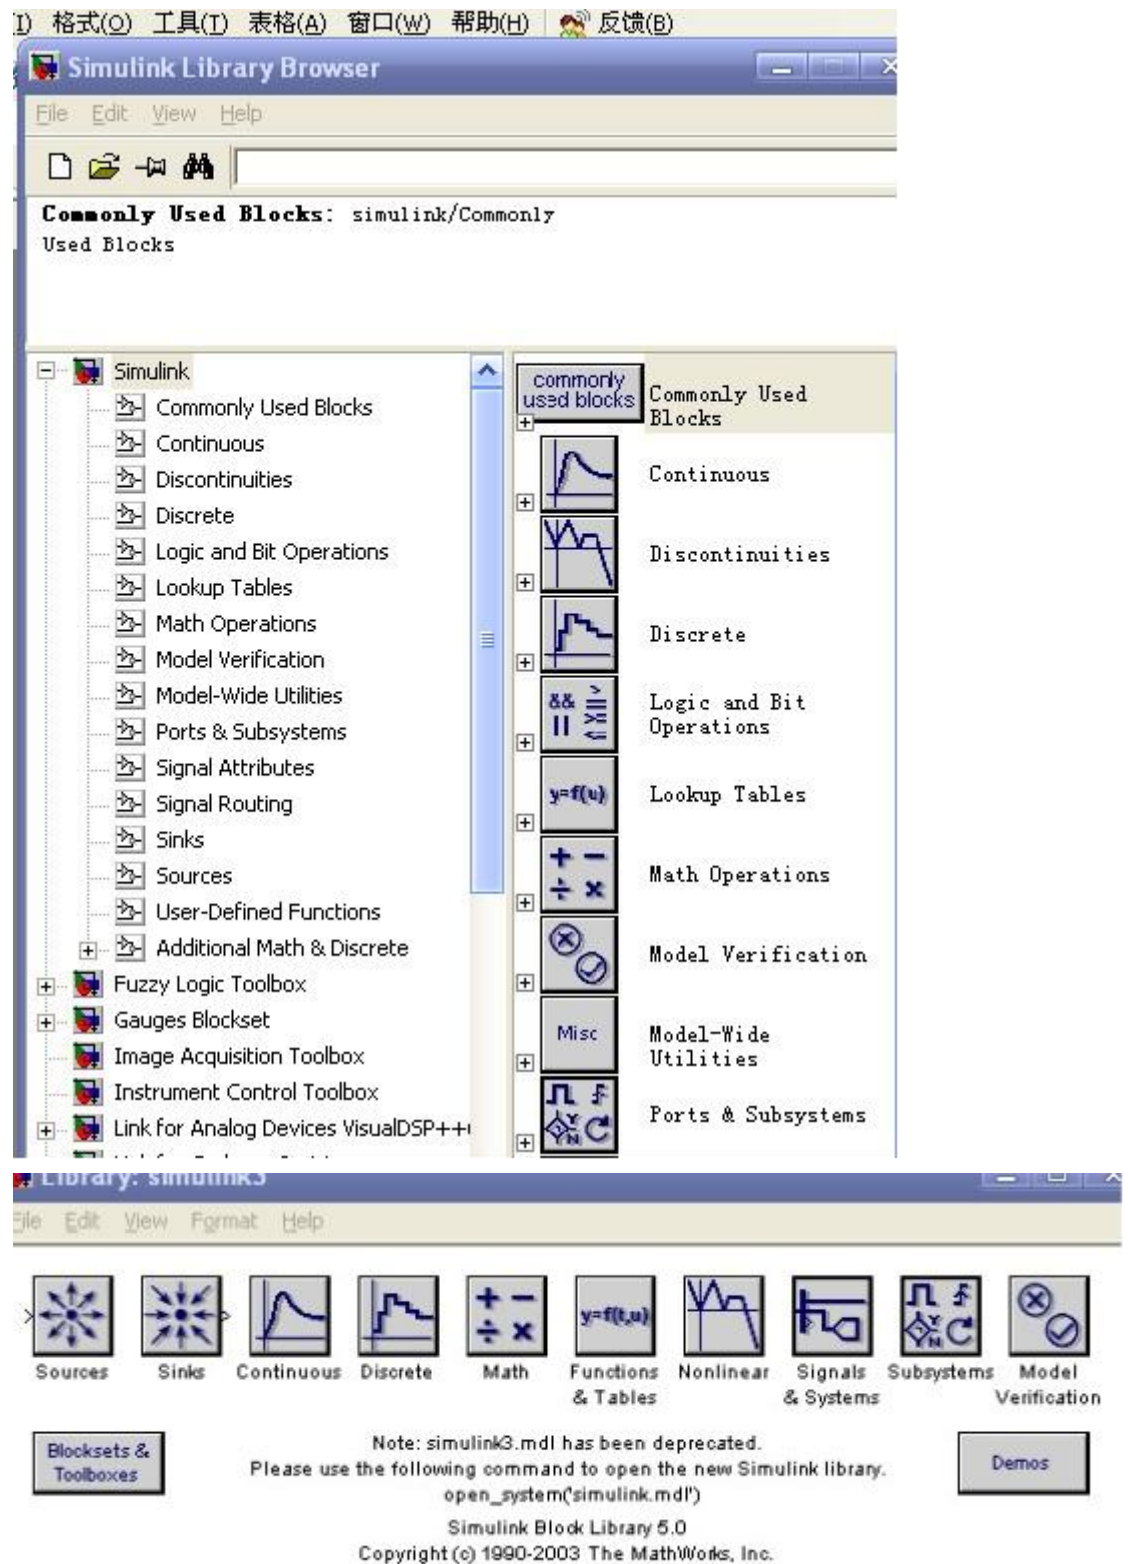 格式(O) 工具(T) 表格(A) 窗口(W) 帮助(H) 反馈(B)
Simulink Library Browser
File Edit View Help
Commonly Used Blocks: simulink/Commonly
Used Blocks
Simulink
Commonly Used Blocks
Continuous
Discontinuities
Discrete
Logic and Bit Operations
Lookup Tables
Math Operations
Model Verification
Model-Wide Utilities
Ports & Subsystems
Signal Attributes
Signal Routing
Sinks
Sources
User-Defined Functions
Additional Math & Discrete
Fuzzy Logic Toolbox
Gauges Blockset
Image Acquisition Toolbox
Instrument Control Toolbox
Link for Analog Devices VisualDSP++
commonly
used blocks
Commonly Used
Blocks
Continuous
Discontinuities
Discrete
&& > =
|| >= <=
Logic and Bit
Operations
y=f(u)
Lookup Tables
+ −
÷ ×
Math Operations
Model Verification
Misc
Model-Wide
Utilities
Y
N
Ports & Subsystems
Library: simulink3
File Edit View Format Help
+ −
÷ ×
y=f(t,u)
Y
N
Sources Sinks Continuous Discrete Math Functions Nonlinear Signals Subsystems Model
& Tables & Systems Verification
Blocksets &
Toolboxes
Note: simulink3.mdl has been deprecated.
Please use the following command to open the new Simulink library.
open_system('simulink.mdl')
Demos
Simulink Block Library 5.0
Copyright (c) 1990-2003 The MathWorks, Inc.